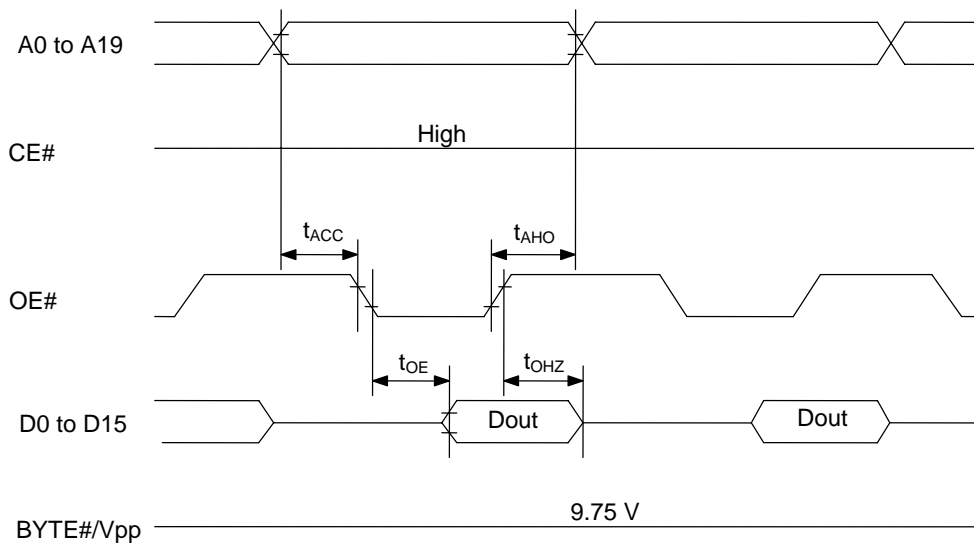 A0 to A19
High
CE#
tACC
tAHO
OE#
tOE
tOHZ
D0 to D15
Dout
Dout
9.75 V
BYTE#/Vpp